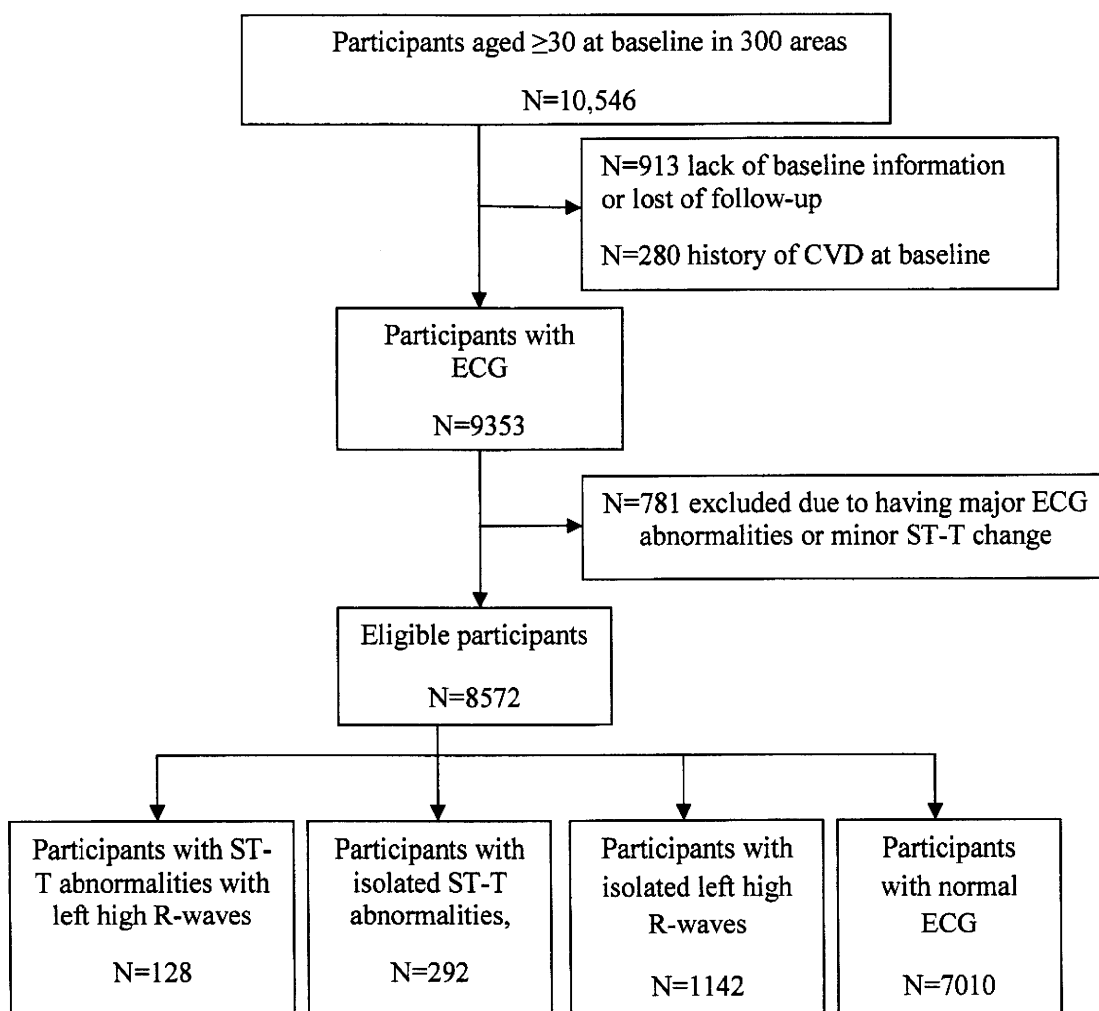 Participants aged ≥30 at baseline in 300 areas
N=10,546
N=913 lack of baseline information
or lost of follow-up
N=280 history of CVD at baseline
Participants with
ECG
N=9353
N=781 excluded due to having major ECG
abnormalities or minor ST-T change
Eligible participants
N=8572
Participants with ST-
T abnormalities with
left high R-waves
N=128
Participants with
isolated ST-T
abnormalities,
N=292
Participants with
isolated left high
R-waves
N=1142
Participants
with normal
ECG
N=7010